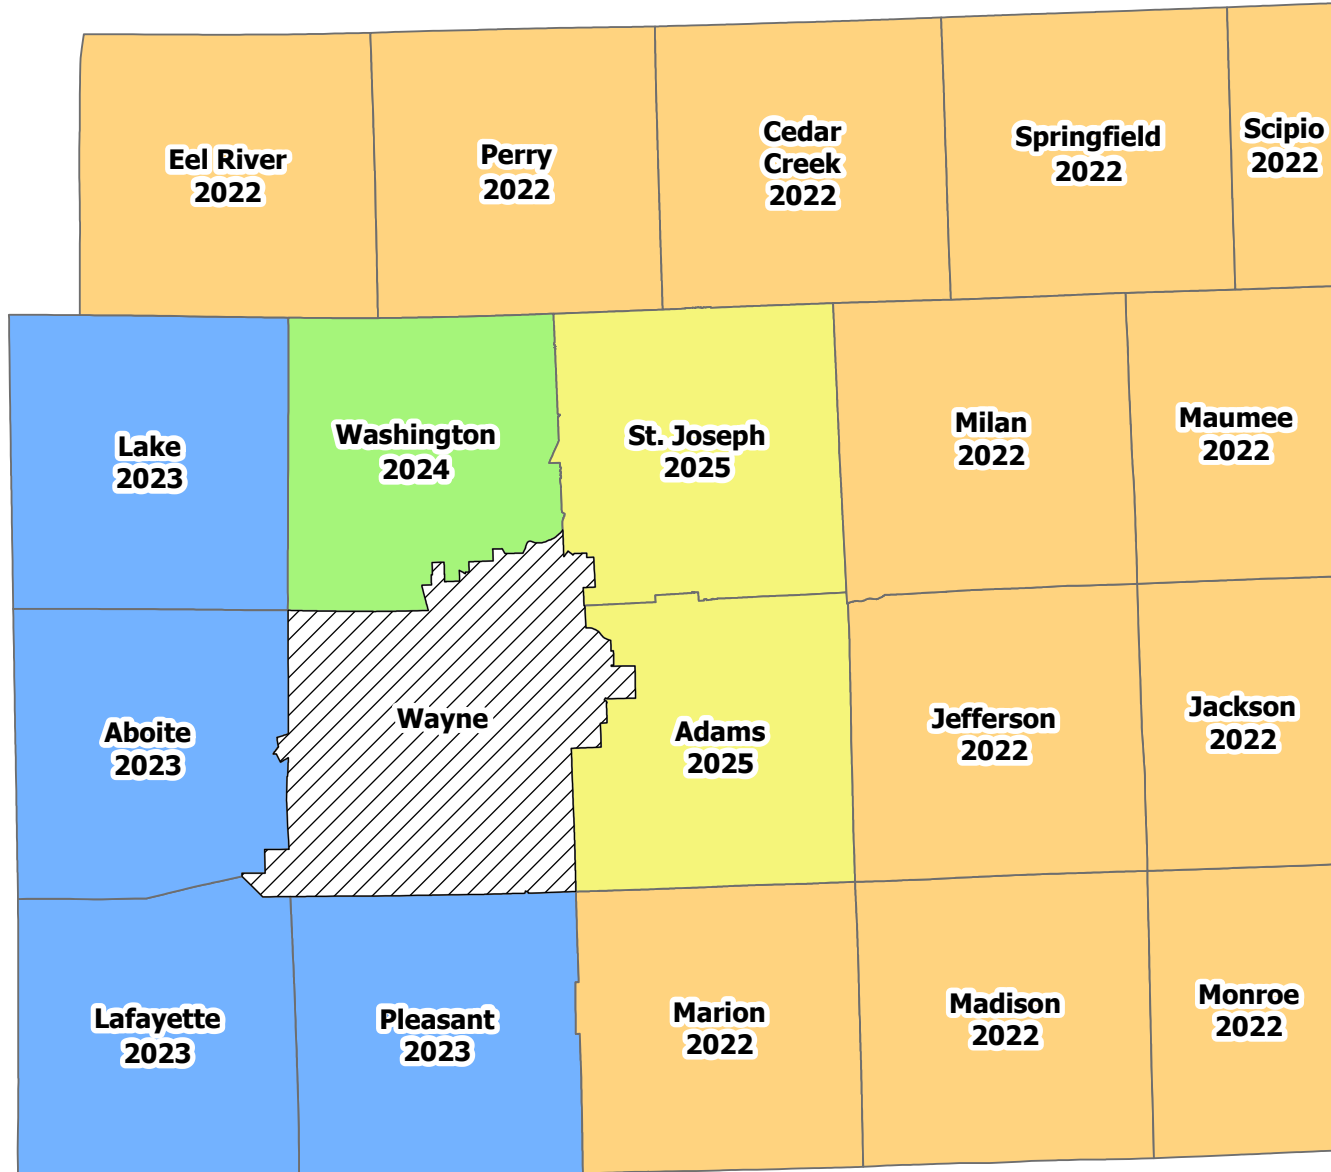 Eel River
2022
Perry
2022
Cedar
Creek
2022
Springfield
2022
Scipio
2022
Lake
2023
Washington
2024
St. Joseph
2025
Milan
2022
Maumee
2022
Aboite
2023
Wayne
Adams
2025
Jefferson
2022
Jackson
2022
Lafayette
2023
Pleasant
2023
Marion
2022
Madison
2022
Monroe
2022